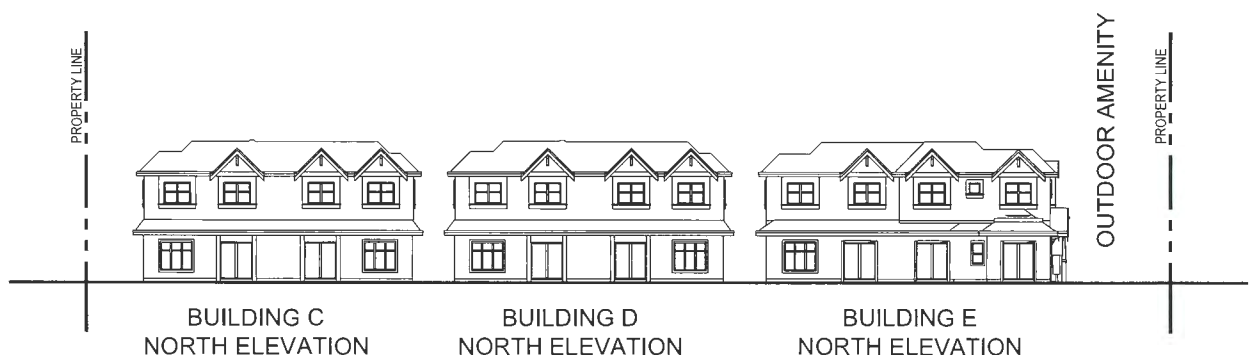 PROPERTY LINE
BUILDING C
NORTH ELEVATION
BUILDING D
NORTH ELEVATION
BUILDING E
NORTH ELEVATION
OUTDOOR AMENITY
PROPERTY LINE